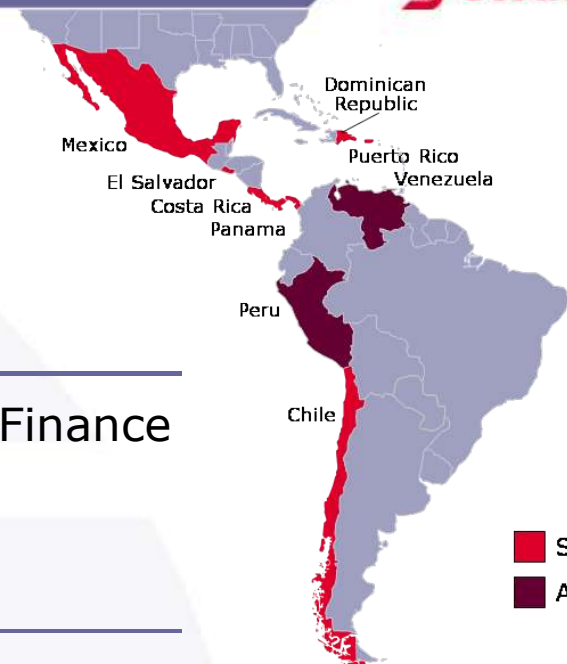 Dominican
Republic
Mexico
Puerto Rico
El Salvador
Venezuela
Costa Rica
Panama
Peru
Finance
Chile
S
A